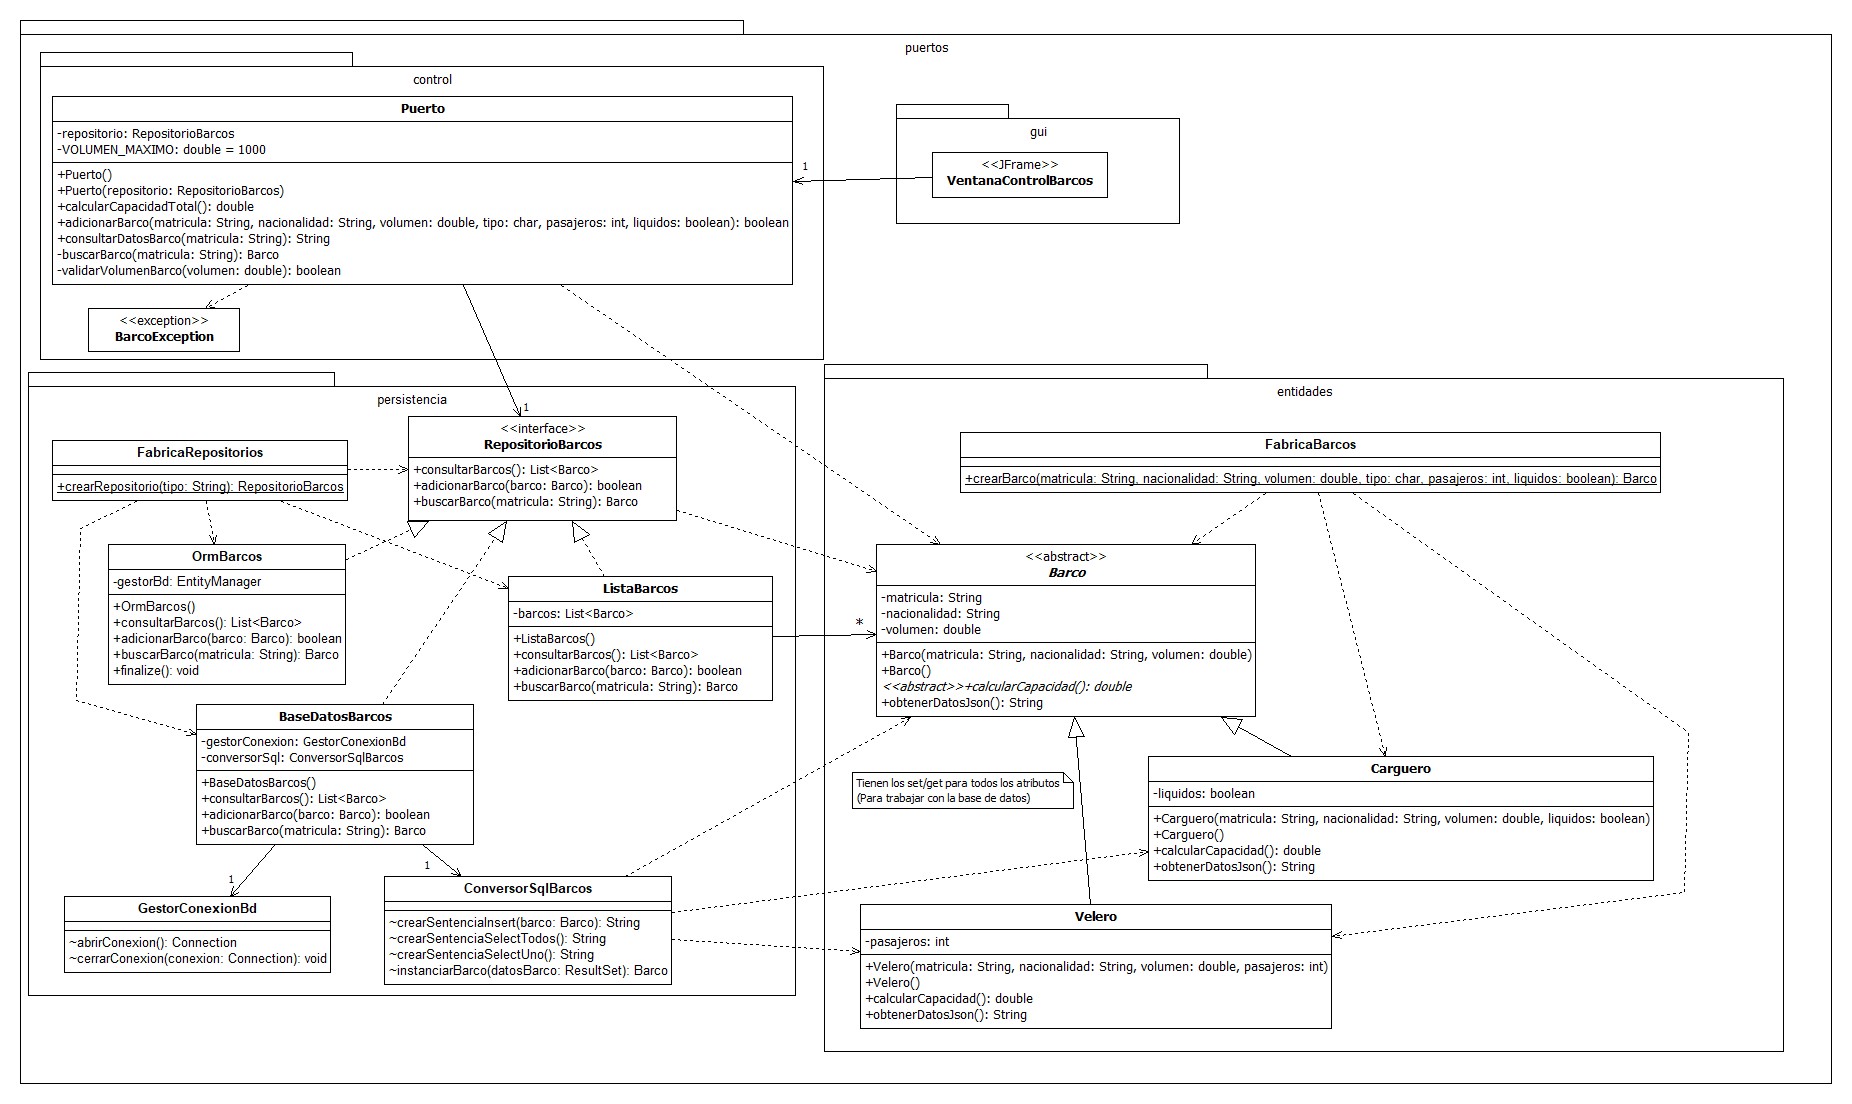 puertos
control
Puerto
-repositorio: RepositorioBarcos
-VOLUMEN_MAXIMO: double = 1000
+Puerto()
+Puerto(repositorio: RepositorioBarcos)
+calcularCapacidadTotal(): double
+adicionarBarco(matricula: String, nacionalidad: String, volumen: double, tipo: char, pasajeros: int, liquidos: boolean): boolean
+consultarDatosBarco(matricula: String): String
-buscarBarco(matricula: String): Barco
-validarVolumenBarco(volumen: double): boolean
<<exception>>
BarcoException
gui
<<JFrame>>
VentanaControlBarcos
1
persistencia
1
<<interface>>
RepositorioBarcos
+consultarBarcos(): List<Barco>
+adicionarBarco(barco: Barco): boolean
+buscarBarco(matricula: String): Barco
FabricaRepositorios
+crearRepositorio(tipo: String): RepositorioBarcos
OrmBarcos
-gestorBd: EntityManager
+OrmBarcos()
+consultarBarcos(): List<Barco>
+adicionarBarco(barco: Barco): boolean
+buscarBarco(matricula: String): Barco
+finalize(): void
ListaBarcos
-barcos: List<Barco>
+ListaBarcos()
+consultarBarcos(): List<Barco>
+adicionarBarco(barco: Barco): boolean
+buscarBarco(matricula: String): Barco
*
BaseDatosBarcos
-gestorConexion: GestorConexionBd
-conversorSql: ConversorSqlBarcos
+BaseDatosBarcos()
+consultarBarcos(): List<Barco>
+adicionarBarco(barco: Barco): boolean
+buscarBarco(matricula: String): Barco
1
1
GestorConexionBd
~abrirConexion(): Connection
~cerrarConexion(conexion: Connection): void
ConversorSqlBarcos
~crearSentenciaInsert(barco: Barco): String
~crearSentenciaSelectTodos(): String
~crearSentenciaSelectUno(): String
~instanciarBarco(datosBarco: ResultSet): Barco
entidades
FabricaBarcos
+crearBarco(matricula: String, nacionalidad: String, volumen: double, tipo: char, pasajeros: int, liquidos: boolean): Barco
<<abstract>>
Barco
-matricula: String
-nacionalidad: String
-volumen: double
+Barco(matricula: String, nacionalidad: String, volumen: double)
+Barco()
<<abstract>>+calcularCapacidad(): double
+obtenerDatosJson(): String
Tienen los set/get para todos los atributos
(Para trabajar con la base de datos)
Carguero
-liquidos: boolean
+Carguero(matricula: String, nacionalidad: String, volumen: double, liquidos: boolean)
+Carguero()
+calcularCapacidad(): double
+obtenerDatosJson(): String
Velero
-pasajeros: int
+Velero(matricula: String, nacionalidad: String, volumen: double, pasajeros: int)
+Velero()
+calcularCapacidad(): double
+obtenerDatosJson(): String